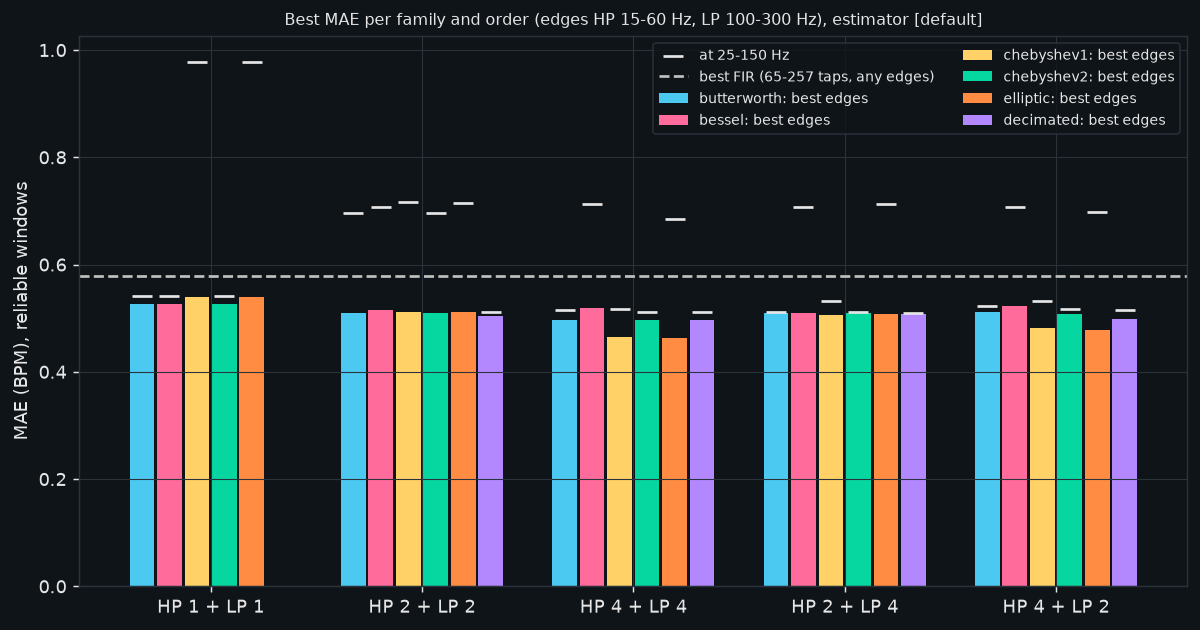 Best MAE per family and order (edges HP 15-60 Hz, LP 100-300 Hz), estimator [default]
at 25-150 Hz
best FIR (65-257 taps, any edges)
butterworth: best edges
bessel: best edges
chebyshev1: best edges
chebyshev2: best edges
elliptic: best edges
decimated: best edges
MAE (BPM), reliable windows
1.0
0.8
0.6
0.4
0.2
0.0
HP 1 + LP 1
HP 2 + LP 2
HP 4 + LP 4
HP 2 + LP 4
HP 4 + LP 2